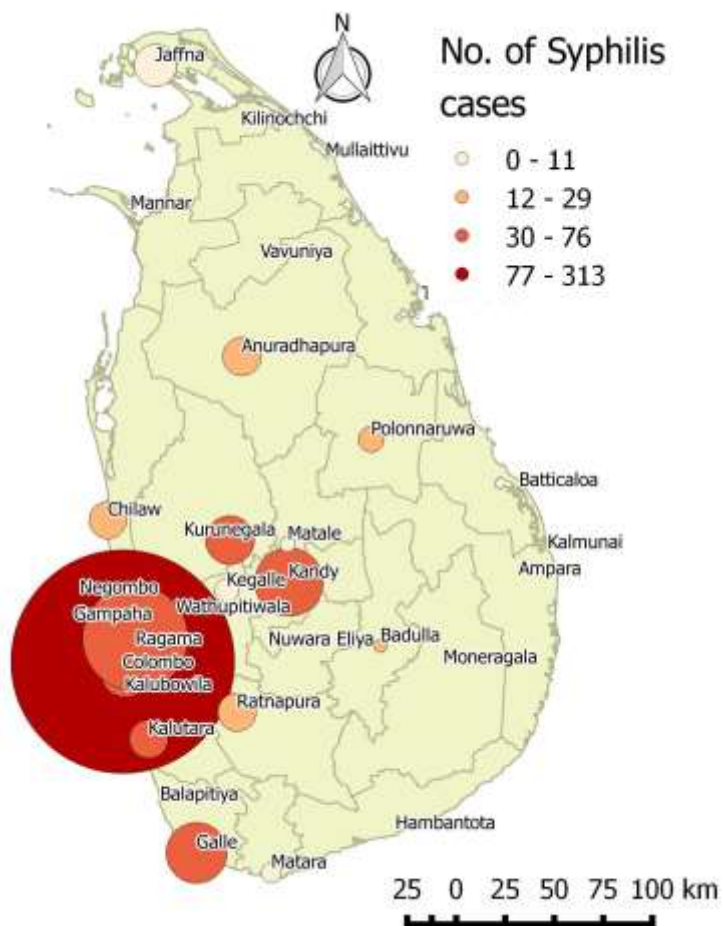 N
No. of Syphilis
cases
0 - 11
12 - 29
30 - 76
77 - 313
Jaffna
Kilinochchi
Mullaittivu
Mannar
Vavuniya
Anuradhapura
Polonnaruwa
Batticaloa
Chilaw
Kurunegala
Matale
Kalmunai
Ampara
Negombo
Kegalle
Kandy
Gampaha
Wathupitiwala
Ragama
Nuwara Eliya
Badulla
Moneragala
Colombo
Kalubowila
Ratnapura
Kalutara
Balapitiya
Hambantota
Galle
Matara
25 0 25 50 75 100 km